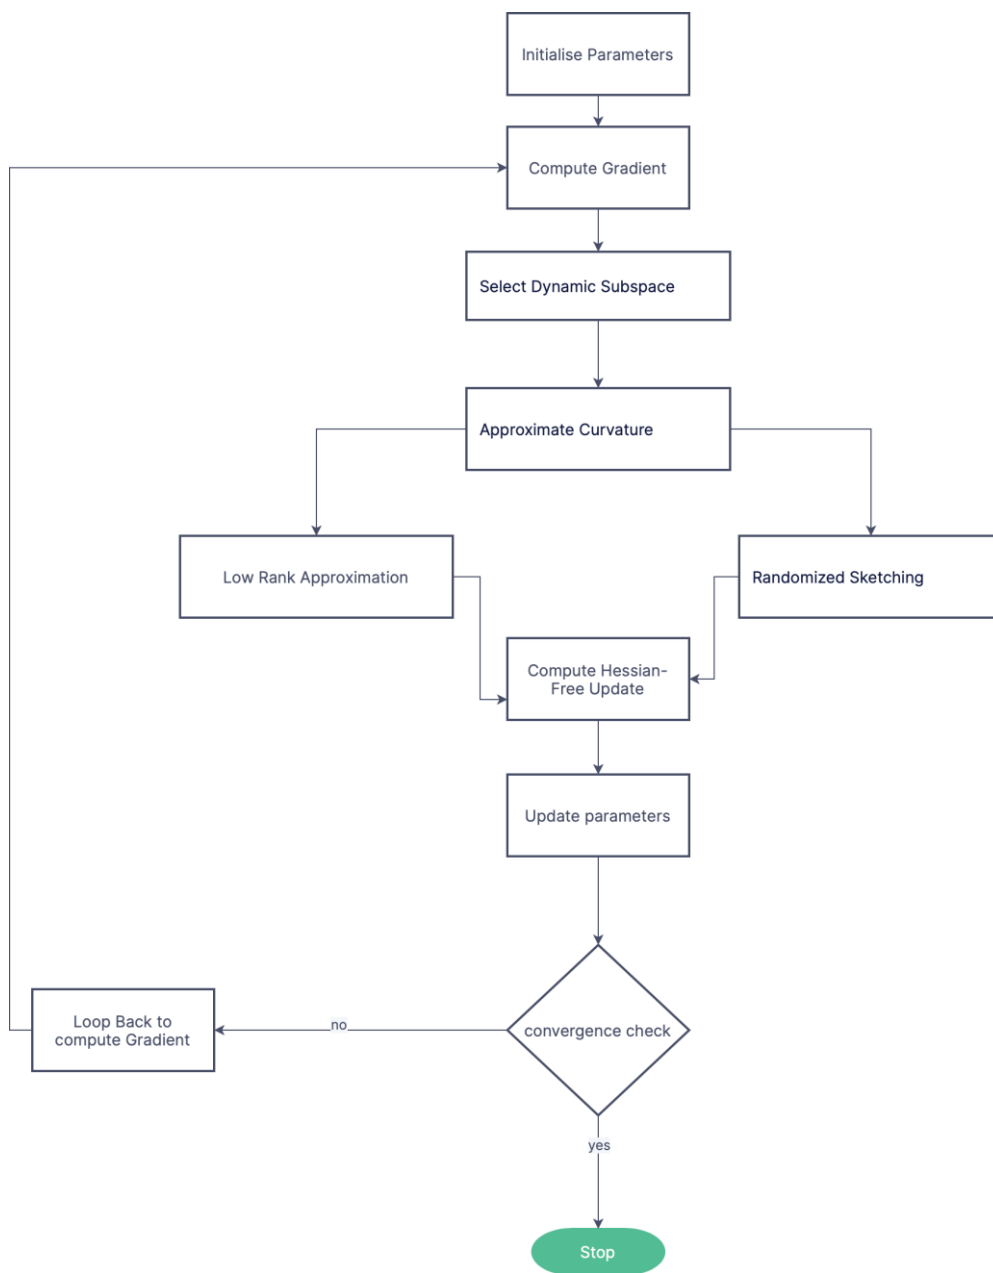 Initialise Parameters
Compute Gradient
Select Dynamic Subspace
Approximate Curvature
Low Rank Approximation
Randomized Sketching
Compute Hessian-
Free Update
Update parameters
convergence check
no
Loop Back to
compute Gradient
yes
Stop